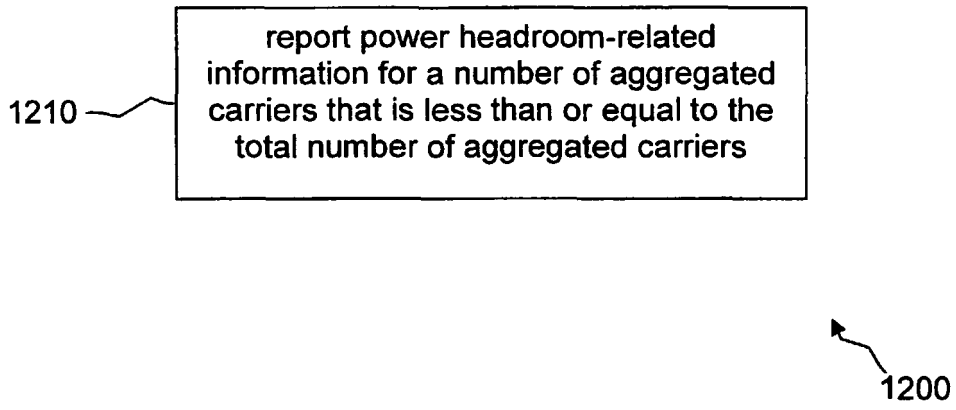 report power headroom-related
information for a number of aggregated
carriers that is less than or equal to the
total number of aggregated carriers
1210
1200